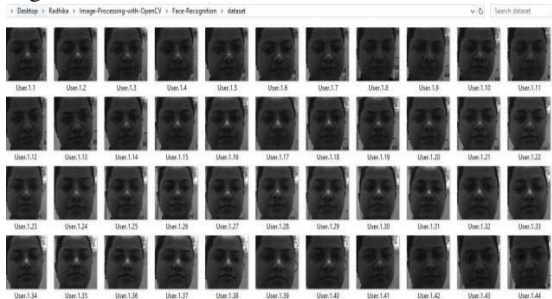 > Desktop > Radhika > Image-Processing-with-OpenCV > Face-Recognition > dataset
Search dataset
User.1.1 User.1.2 User.1.3 User.1.4 User.1.5 User.1.6 User.1.7 User.1.8 User.1.9 User.1.10 User.1.11
User.1.12 User.1.13 User.1.14 User.1.15 User.1.16 User.1.17 User.1.18 User.1.19 User.1.20 User.1.21 User.1.22
User.1.23 User.1.24 User.1.25 User.1.26 User.1.27 User.1.28 User.1.29 User.1.30 User.1.31 User.1.32 User.1.33
User.1.34 User.1.35 User.1.36 User.1.37 User.1.38 User.1.39 User.1.40 User.1.41 User.1.42 User.1.43 User.1.44